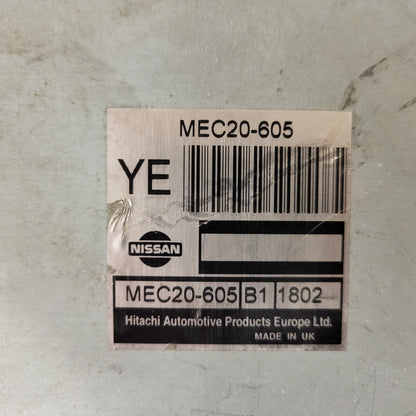 MEC20-605
YE
NISSAN
MEC20-605 B1 1802
Hitachi Automotive Products Europe Ltd.
MADE IN UK